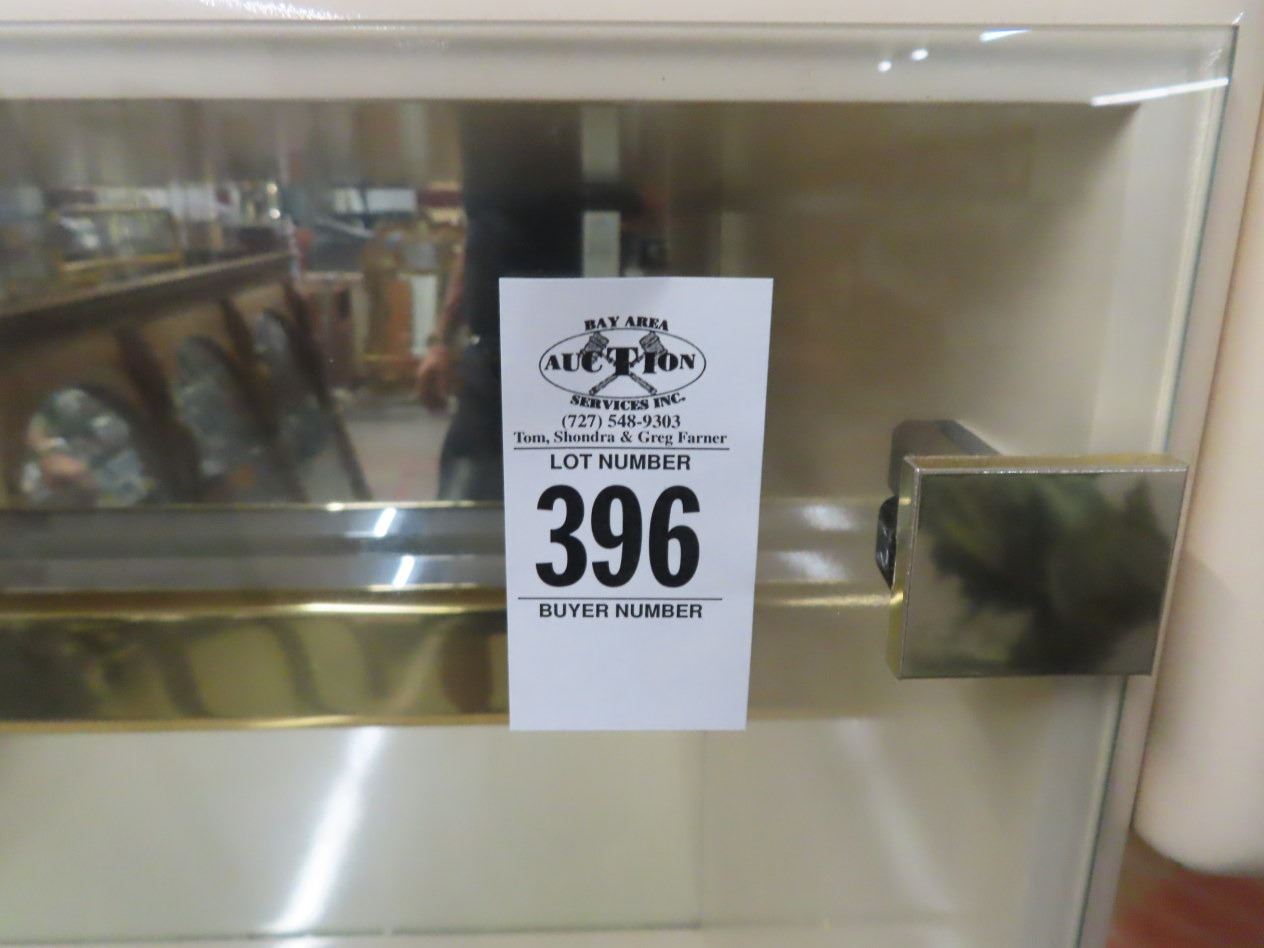 BAY AREA
AUCTION
SERVICES INC.
(727) 548-9303
Tom, Shondra & Greg Farner
LOT NUMBER
396
BUYER NUMBER